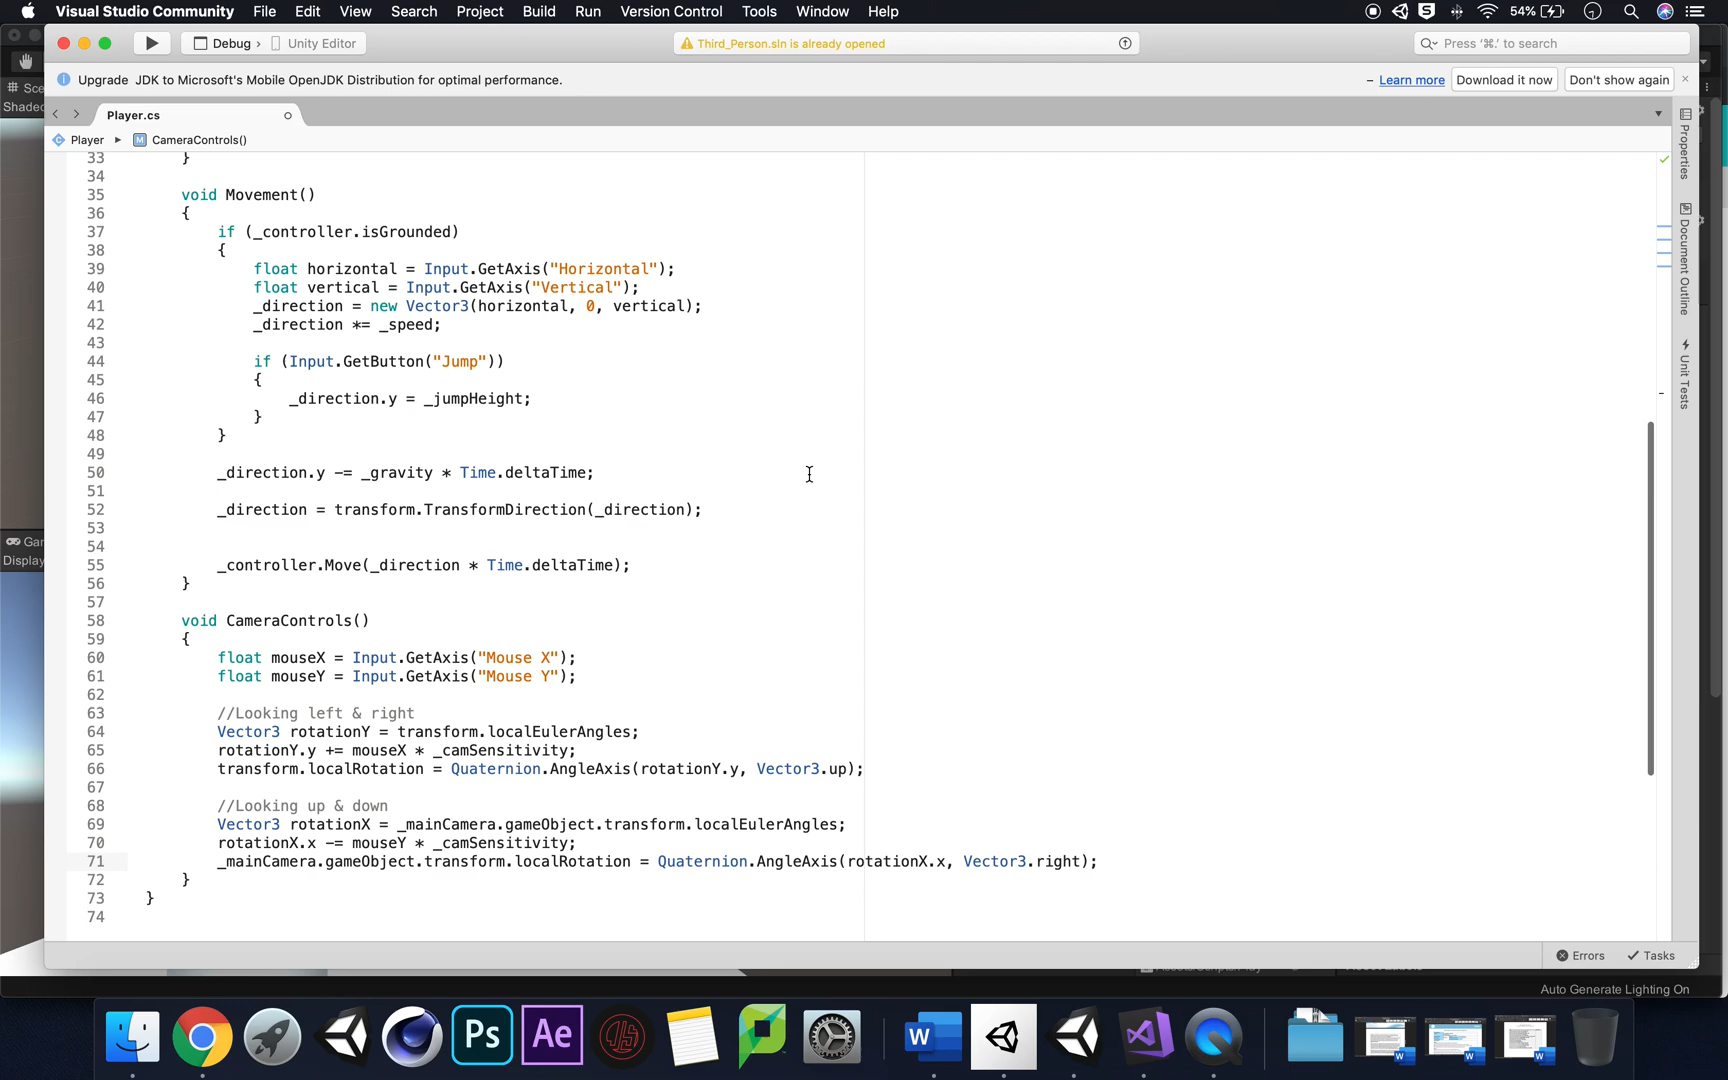 Visual Studio Community File Edit View Search Project Build Run Version Control Tools Window Help 54%
Debug › Unity Editor Third_Person.sln is already opened Press ‘⌘.’ to search
Upgrade JDK to Microsoft's Mobile OpenJDK Distribution for optimal performance. – Learn more Download it now Don't show again ×
Sce
Shaded
Player.cs
Player CameraControls()
33 }
34
35 void Movement()
36 {
37 if (_controller.isGrounded)
38 {
39 float horizontal = Input.GetAxis("Horizontal");
40 float vertical = Input.GetAxis("Vertical");
41 _direction = new Vector3(horizontal, 0, vertical);
42 _direction *= _speed;
43
44 if (Input.GetButton("Jump"))
45 {
46 _direction.y = _jumpHeight;
47 }
48 }
49
50 _direction.y -= _gravity * Time.deltaTime;
51
52 _direction = transform.TransformDirection(_direction);
53
54
55 _controller.Move(_direction * Time.deltaTime);
56 }
57
58 void CameraControls()
59 {
60 float mouseX = Input.GetAxis("Mouse X");
61 float mouseY = Input.GetAxis("Mouse Y");
62
63 //Looking left & right
64 Vector3 rotationY = transform.localEulerAngles;
65 rotationY.y += mouseX * _camSensitivity;
66 transform.localRotation = Quaternion.AngleAxis(rotationY.y, Vector3.up);
67
68 //Looking up & down
69 Vector3 rotationX = _mainCamera.gameObject.transform.localEulerAngles;
70 rotationX.x -= mouseY * _camSensitivity;
71 _mainCamera.gameObject.transform.localRotation = Quaternion.AngleAxis(rotationX.x, Vector3.right);
72 }
73 }
74
Properties
Document Outline
Unit Tests
Gam
Display
Errors Tasks
Auto Generate Lighting On
Ps Ae W